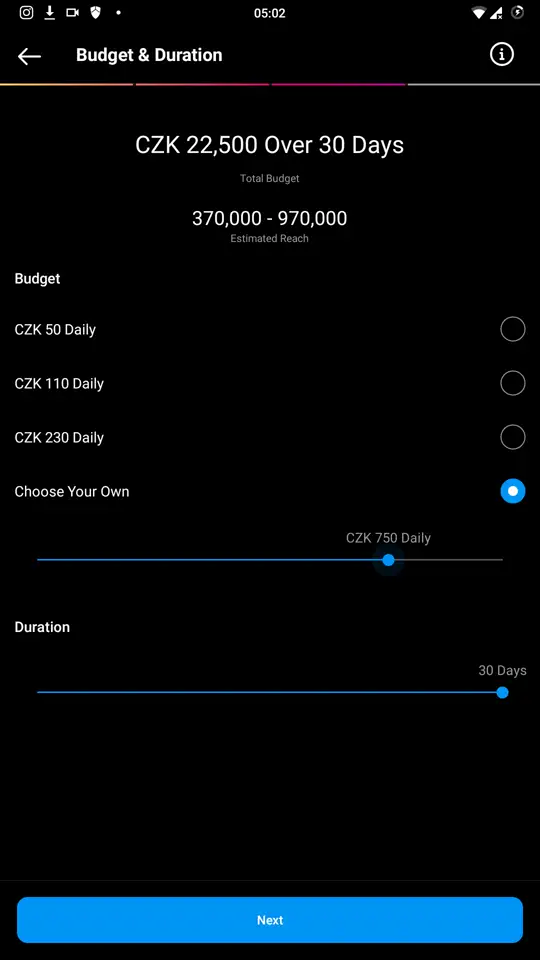 05:02
Budget & Duration
CZK 22,500 Over 30 Days
Total Budget
370,000 - 970,000
Estimated Reach
Budget
CZK 50 Daily
CZK 110 Daily
CZK 230 Daily
Choose Your Own
CZK 750 Daily
Duration
30 Days
Next